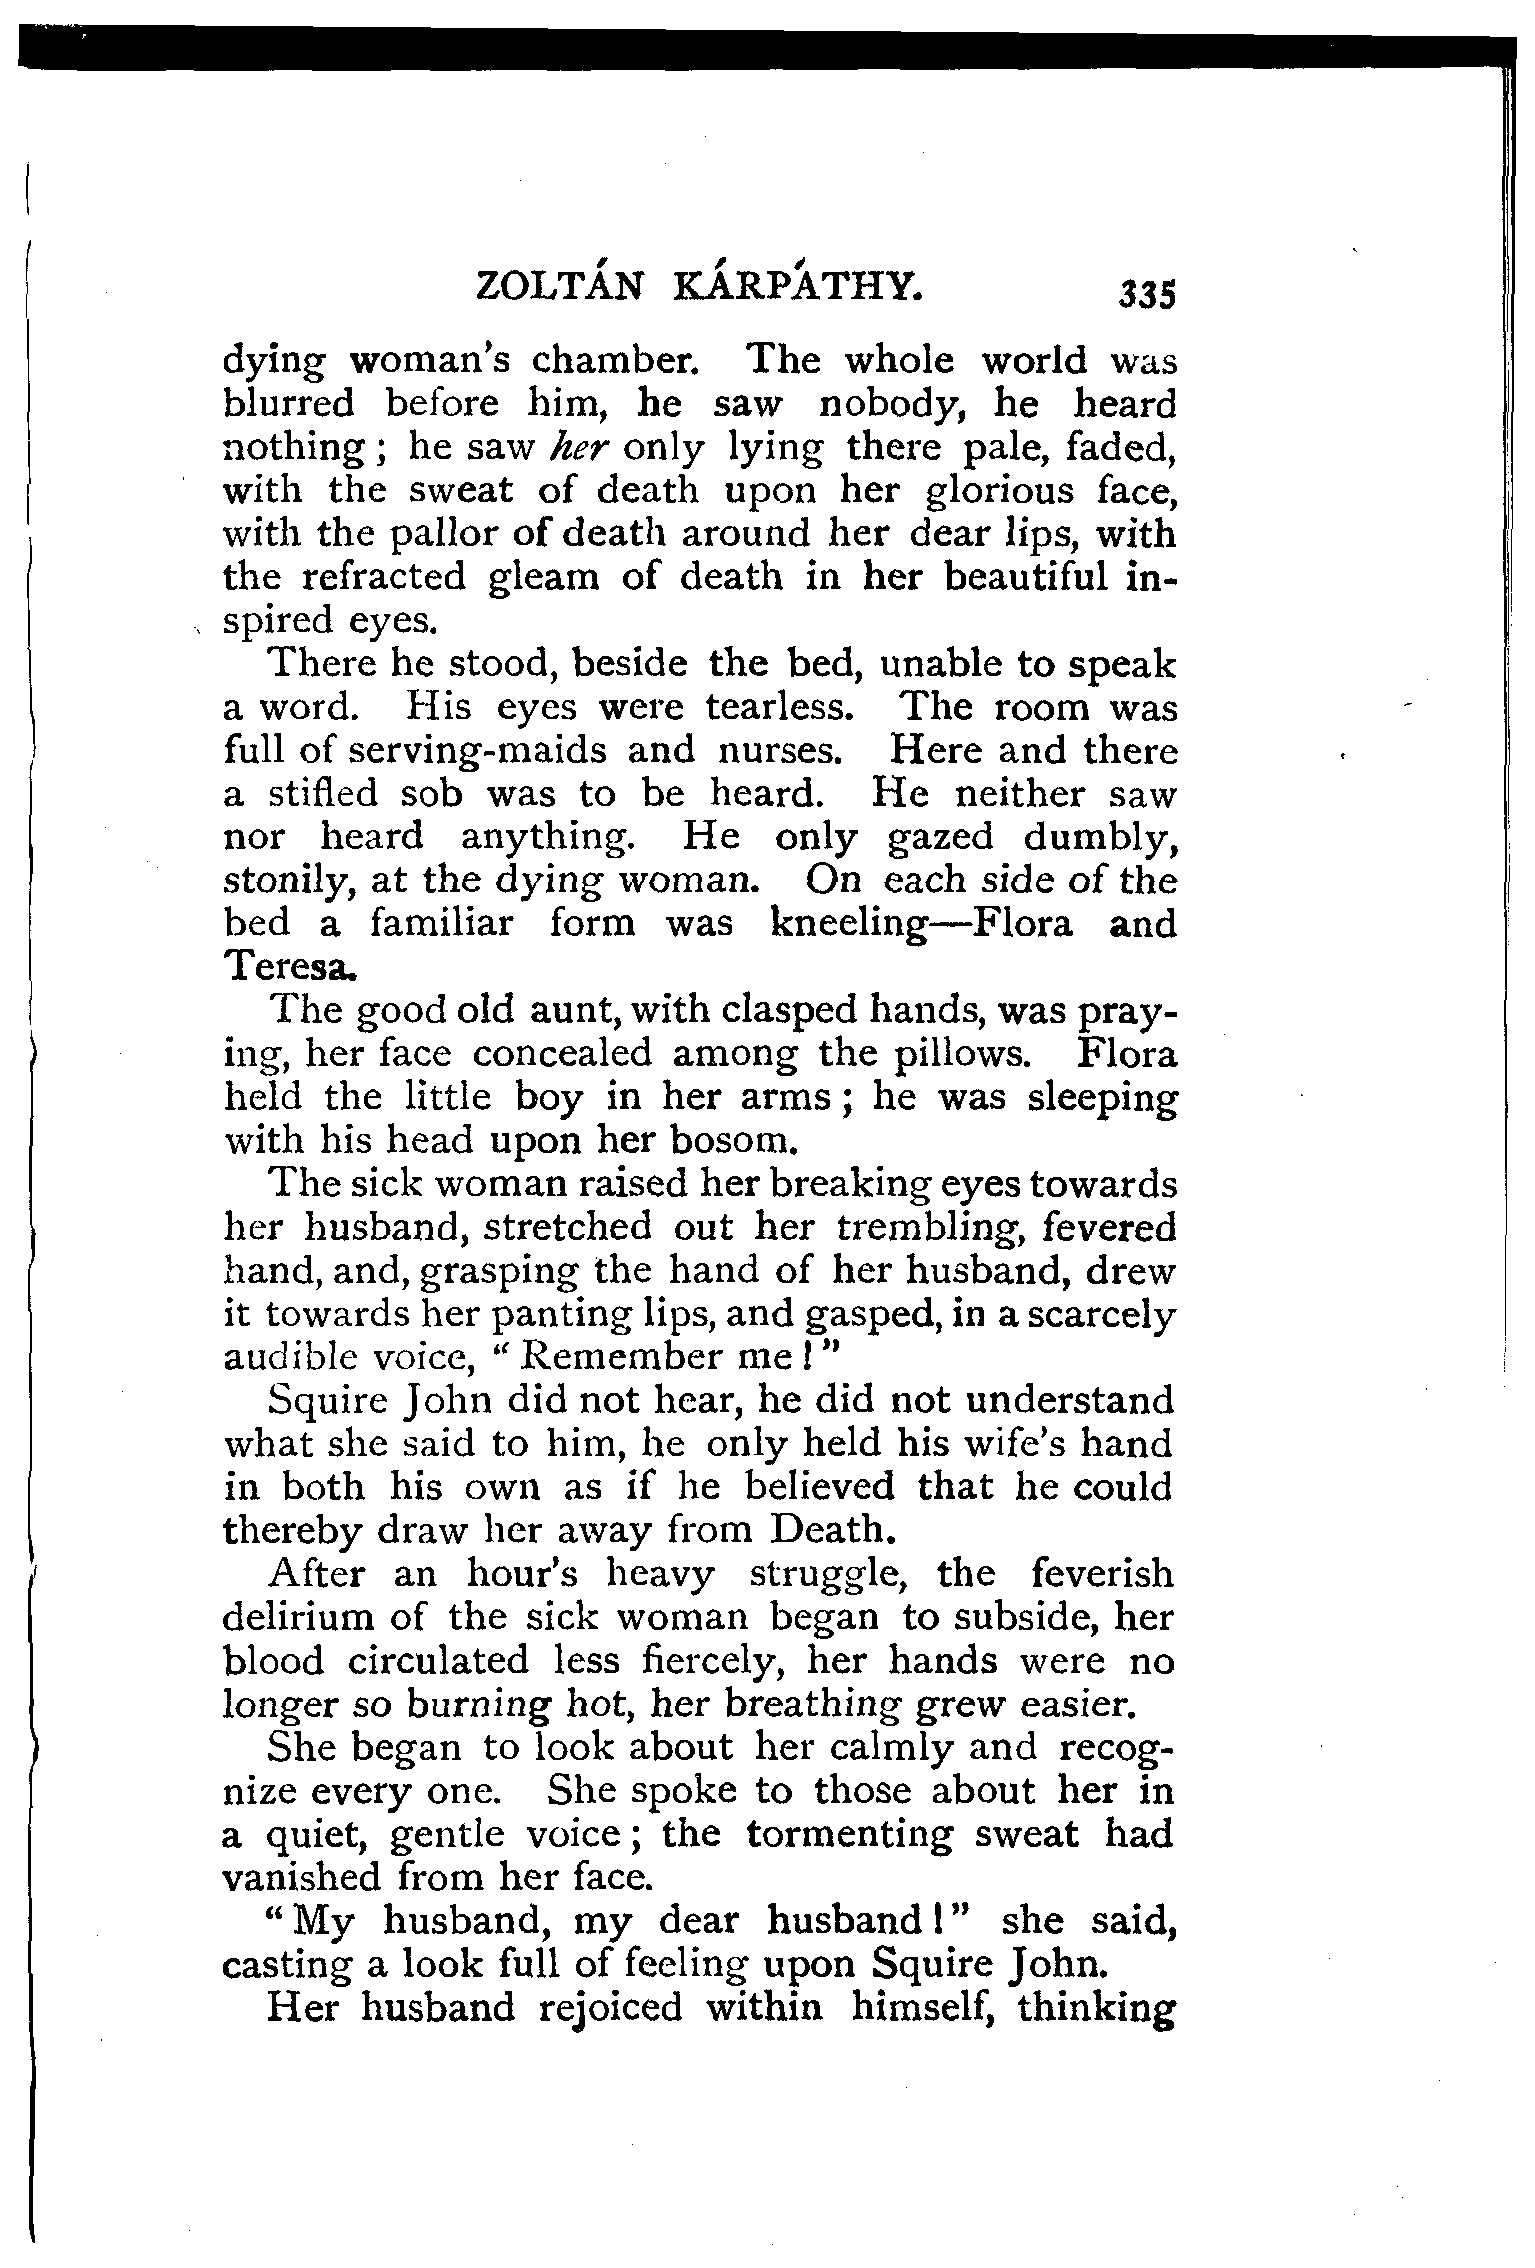 ZOLTÁN KÁRPÁTHY. 335
dying woman's chamber. The whole world was
blurred before him, he saw nobody, he heard
nothing; he saw her only lying there pale, faded,
with the sweat of death upon her glorious face,
with the pallor of death around her dear lips, with
the refracted gleam of death in her beautiful in-
spired eyes.
There he stood, beside the bed, unable to speak
a word. His eyes were tearless. The room was
full of serving-maids and nurses. Here and there
a stifled sob was to be heard. He neither saw
nor heard anything. He only gazed dumbly,
stonily, at the dying woman. On each side of the
bed a familiar form was kneeling—Flora and
Teresa.
The good old aunt, with clasped hands, was pray-
ing, her face concealed among the pillows. Flora
held the little boy in her arms; he was sleeping
with his head upon her bosom.
The sick woman raised her breaking eyes towards
her husband, stretched out her trembling, fevered
hand, and, grasping the hand of her husband, drew
it towards her panting lips, and gasped, in a scarcely
audible voice, "Remember me!"
Squire John did not hear, he did not understand
what she said to him, he only held his wife's hand
in both his own as if he believed that he could
thereby draw her away from Death.
After an hour's heavy struggle, the feverish
delirium of the sick woman began to subside, her
blood circulated less fiercely, her hands were no
longer so burning hot, her breathing grew easier.
She began to look about her calmly and recog-
nize every one. She spoke to those about her in
a quiet, gentle voice; the tormenting sweat had
vanished from her face.
"My husband, my dear husband!" she said,
casting a look full of feeling upon Squire John.
Her husband rejoiced within himself, thinking